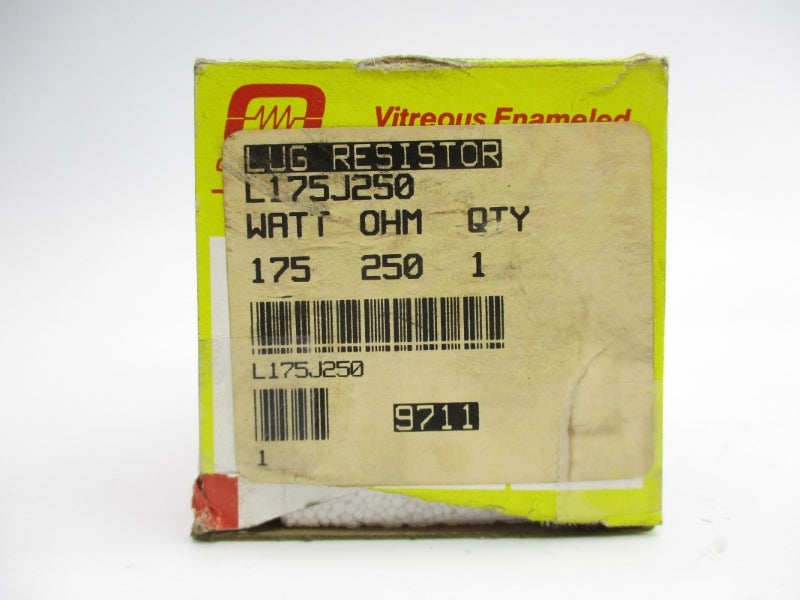 Vitreous Enameled
LUG RESISTOR
L175J250
WATT OHM QTY
175 250 1
L175J250
9711
1